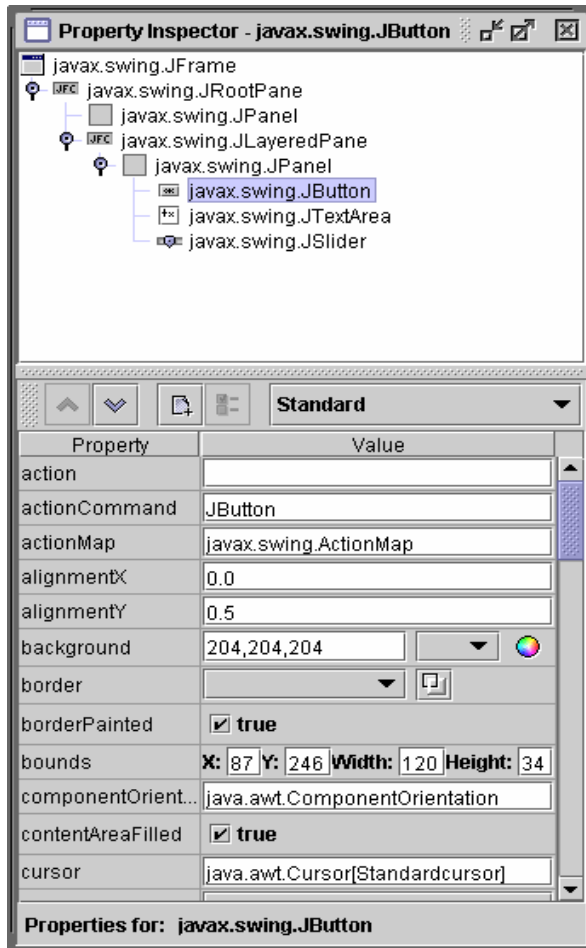 Property Inspector - javax.swing.JButton
javax.swing.JFrame
JFC javax.swing.JRootPane
javax.swing.JPanel
JFC javax.swing.JLayeredPane
javax.swing.JPanel
javax.swing.JButton
javax.swing.JTextArea
javax.swing.JSlider
Standard
Property Value
action
actionCommand JButton
actionMap javax.swing.ActionMap
alignmentX 0.0
alignmentY 0.5
background 204,204,204
border
borderPainted true
bounds X: 87 Y: 246 Width: 120 Height: 34
componentOrient... java.awt.ComponentOrientation
contentAreaFilled true
cursor java.awt.Cursor[Standardcursor]
Properties for: javax.swing.JButton